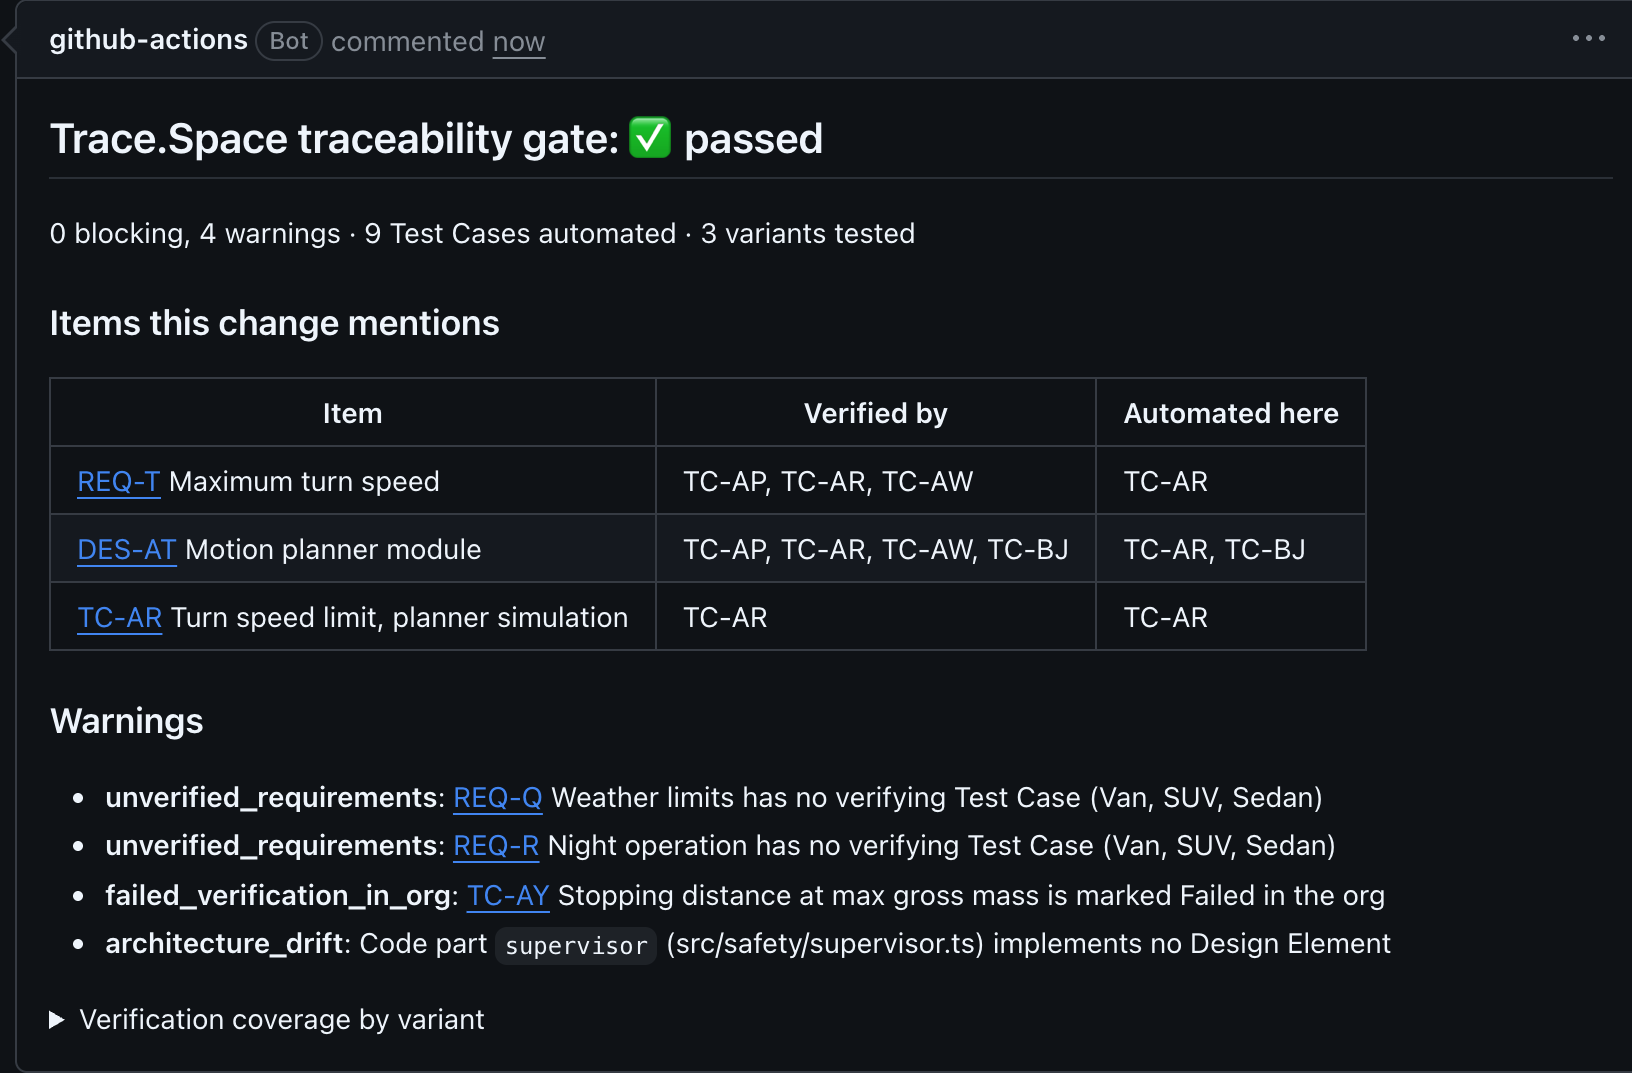 github-actions Bot commented now
Trace.Space traceability gate: ✅ passed
0 blocking, 4 warnings · 9 Test Cases automated · 3 variants tested
Items this change mentions
Item Verified by Automated here
REQ-T Maximum turn speed TC-AP, TC-AR, TC-AW TC-AR
DES-AT Motion planner module TC-AP, TC-AR, TC-AW, TC-BJ TC-AR, TC-BJ
TC-AR Turn speed limit, planner simulation TC-AR TC-AR
Warnings
• unverified_requirements: REQ-Q Weather limits has no verifying Test Case (Van, SUV, Sedan)
• unverified_requirements: REQ-R Night operation has no verifying Test Case (Van, SUV, Sedan)
• failed_verification_in_org: TC-AY Stopping distance at max gross mass is marked Failed in the org
• architecture_drift: Code part supervisor (src/safety/supervisor.ts) implements no Design Element
▶ Verification coverage by variant